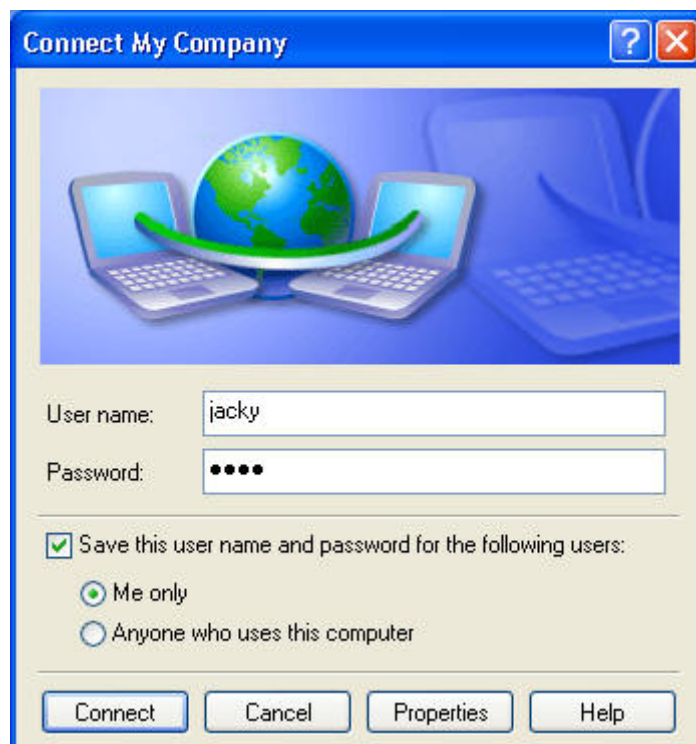 Connect My Company
User name: jacky
Password: ••••
Save this user name and password for the following users:
Me only
Anyone who uses this computer
Connect Cancel Properties Help